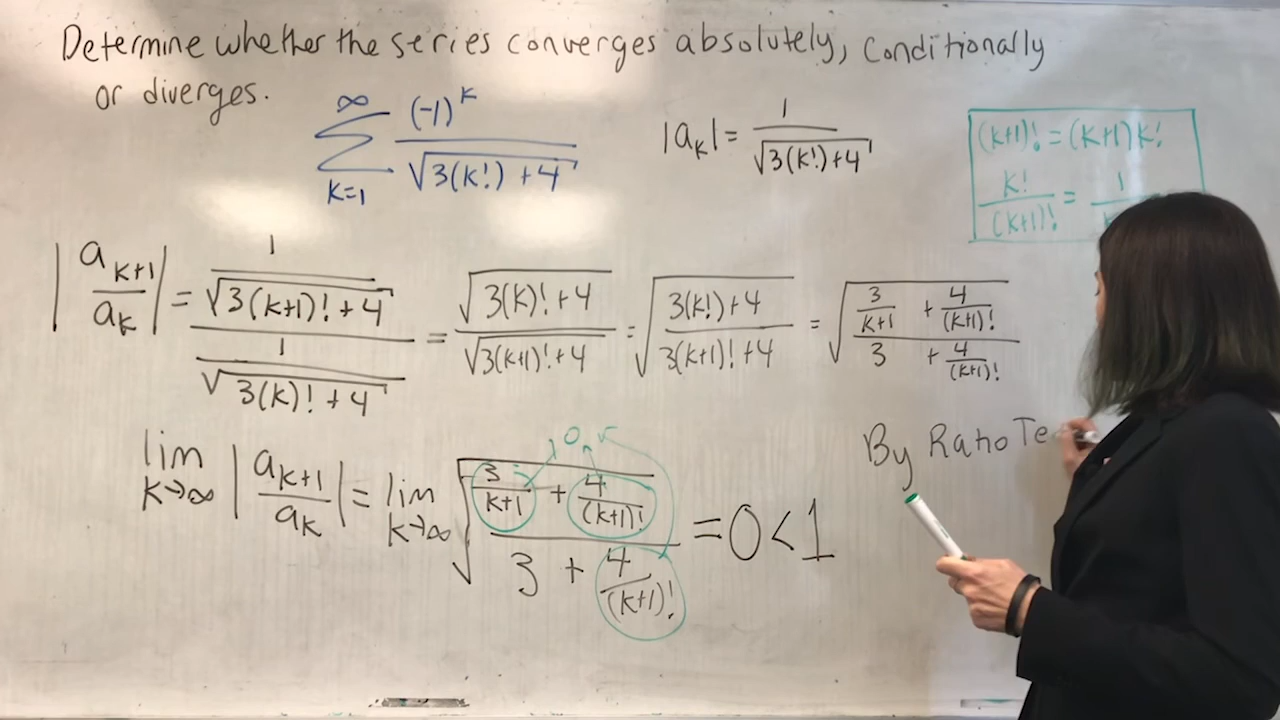 Determine whether the series converges absolutely, conditionally
or diverges.
∞ Σ k=1 (-1)^k / √(3(k!)+4)
|a_k| = 1 / √(3(k!)+4)
(k+1)! = (k+1)k!
k!/(k+1)! = 1/
|a_{k+1}/a_k| = (1/√(3(k+1)!+4)) / (1/√(3(k)!+4)) = √(3(k)!+4) / √(3(k+1)!+4) = √((3(k!)+4) / (3(k+1)!+4)) = √((3/(k+1) + 4/(k+1)!) / (3 + 4/(k+1)!))
lim k→∞ |a_{k+1}/a_k| = lim k→∞ √((3/(k+1) + 4/(k+1)!) / (3 + 4/(k+1)!)) = 0 < 1
0
By Ratio Te